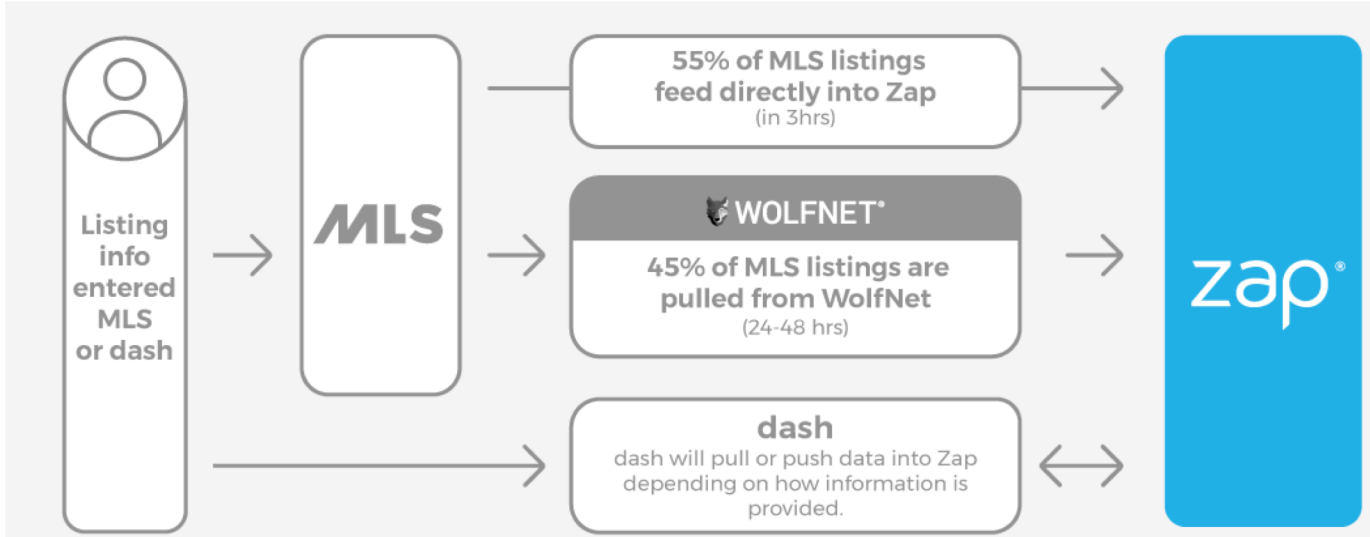 Listing
info
entered
MLS
or dash
MLS
55% of MLS listings
feed directly into Zap
(in 3hrs)
WOLFNET®
45% of MLS listings are
pulled from WolfNet
(24-48 hrs)
dash
dash will pull or push data into Zap
depending on how information is
provided.
zap®